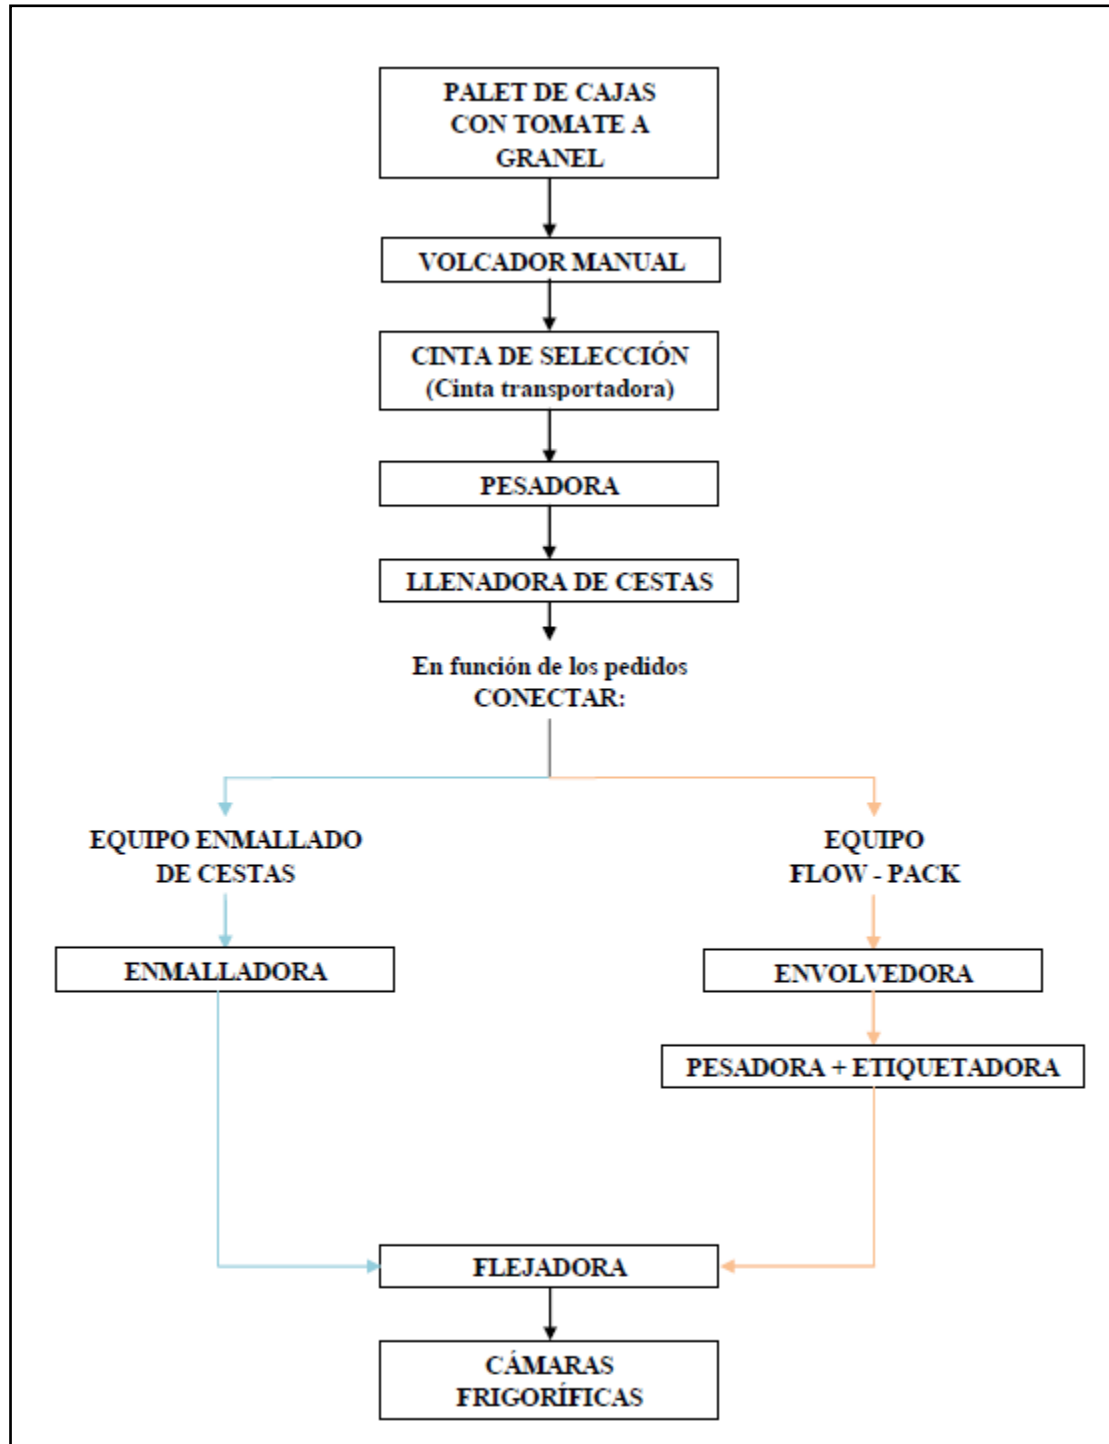 PALET DE CAJAS
CON TOMATE A
GRANEL
VOLCADOR MANUAL
CINTA DE SELECCIÓN
(Cinta transportadora)
PESADORA
LLENADORA DE CESTAS
En función de los pedidos
CONECTAR:
EQUIPO ENMALLADO
DE CESTAS
ENMALLADORA
EQUIPO
FLOW - PACK
ENVOLVEDORA
PESADORA + ETIQUETADORA
FLEJADORA
CÁMARAS
FRIGORÍFICAS